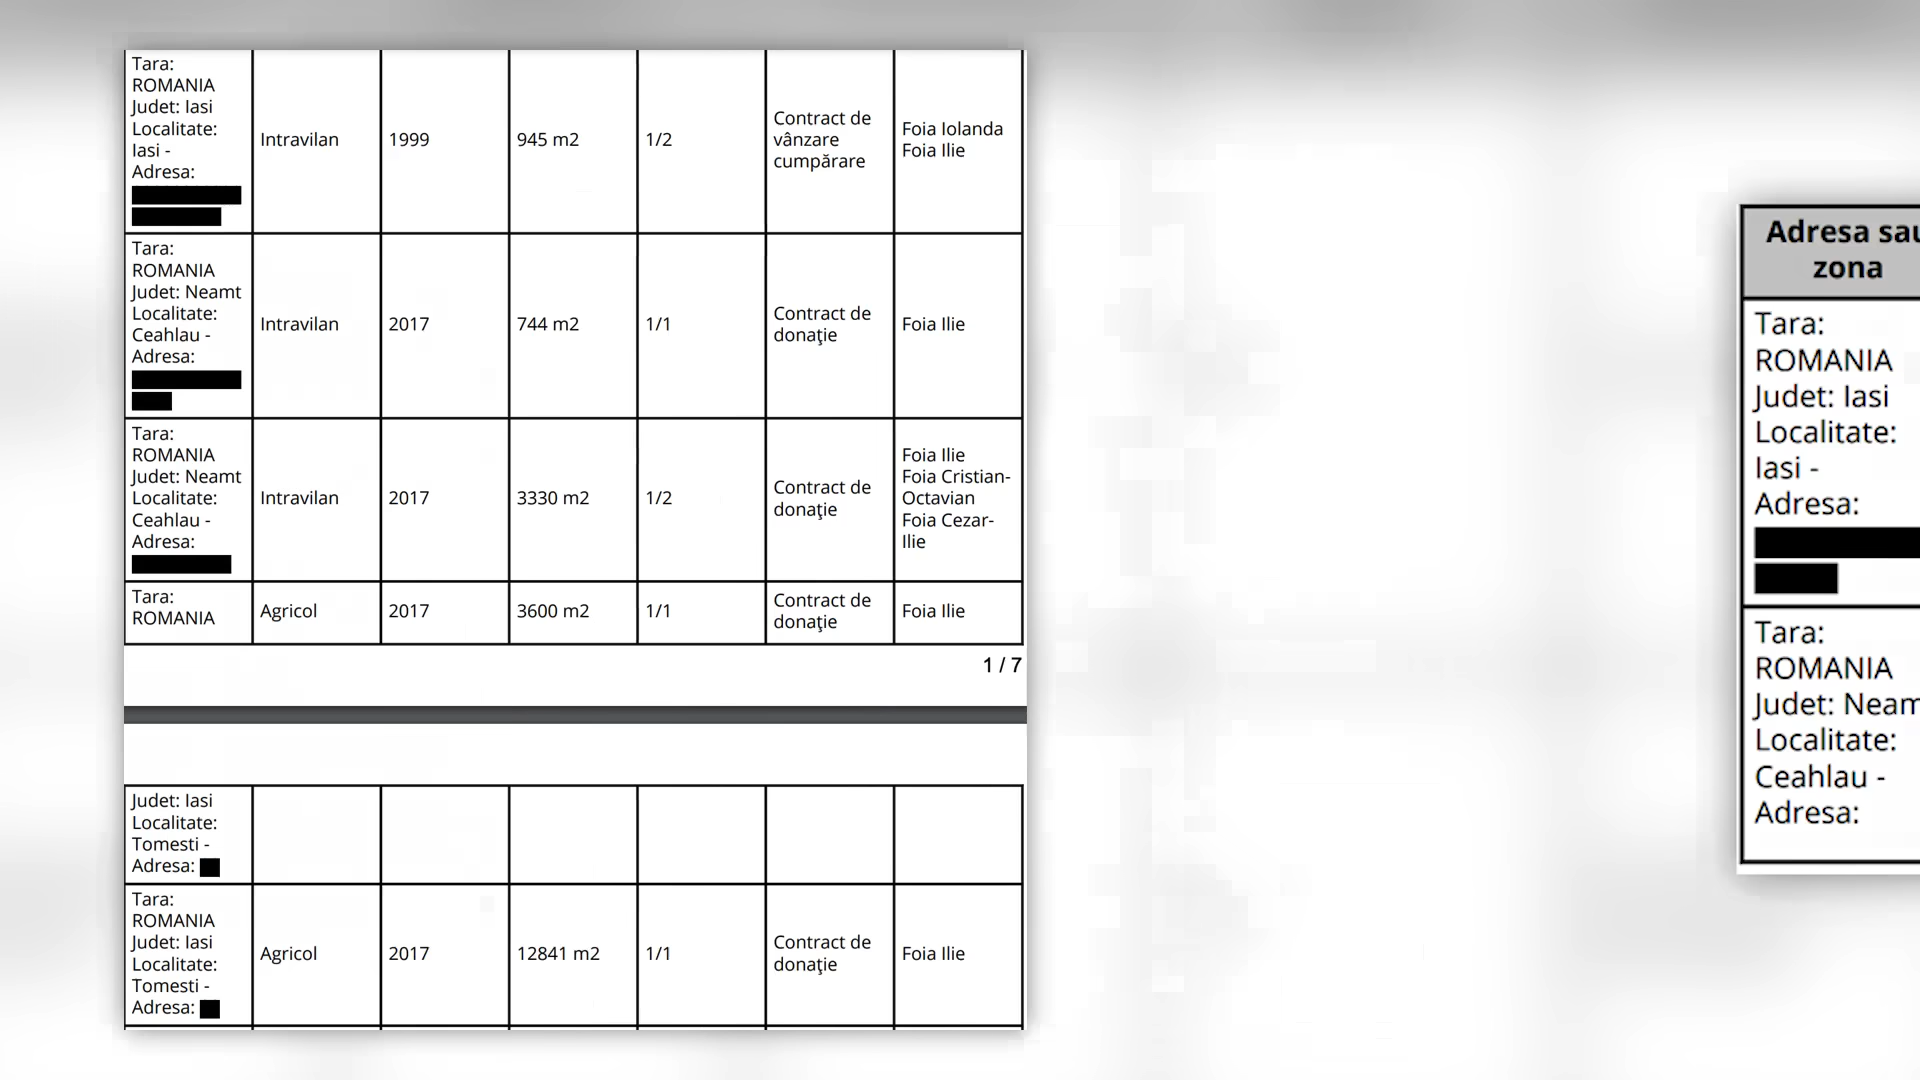 Tara:
ROMANIA
Judet: Iasi
Localitate:
Iasi -
Adresa:
Intravilan
1999
945 m2
1/2
Contract de
vânzare
cumpărare
Foia Iolanda
Foia Ilie
Tara:
ROMANIA
Judet: Neamt
Localitate:
Ceahlau -
Adresa:
Intravilan
2017
744 m2
1/1
Contract de
donaţie
Foia Ilie
Tara:
ROMANIA
Judet: Neamt
Localitate:
Ceahlau -
Adresa:
Intravilan
2017
3330 m2
1/2
Contract de
donaţie
Foia Ilie
Foia Cristian-
Octavian
Foia Cezar-
Ilie
Tara:
ROMANIA
Agricol
2017
3600 m2
1/1
Contract de
donaţie
Foia Ilie
1 / 7
Judet: Iasi
Localitate:
Tomesti -
Adresa:
Tara:
ROMANIA
Judet: Iasi
Localitate:
Tomesti -
Adresa:
Agricol
2017
12841 m2
1/1
Contract de
donaţie
Foia Ilie
Adresa sau
zona
Tara:
ROMANIA
Judet: Iasi
Localitate:
Iasi -
Adresa:
Tara:
ROMANIA
Judet: Neam
Localitate:
Ceahlau -
Adresa: